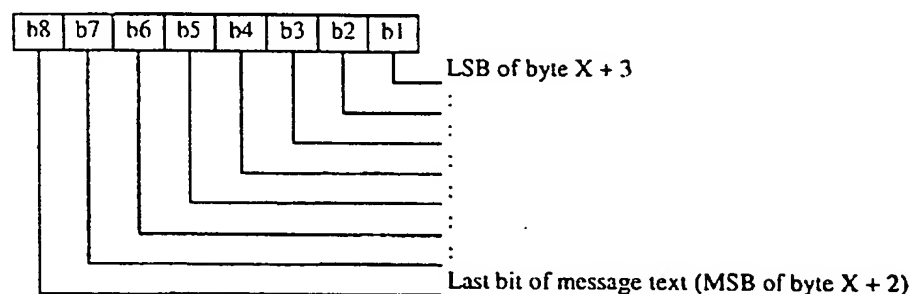 b8 b7 b6 b5 b4 b3 b2 b1
LSB of byte X + 3
:
:
:
:
:
:
Last bit of message text (MSB of byte X + 2)